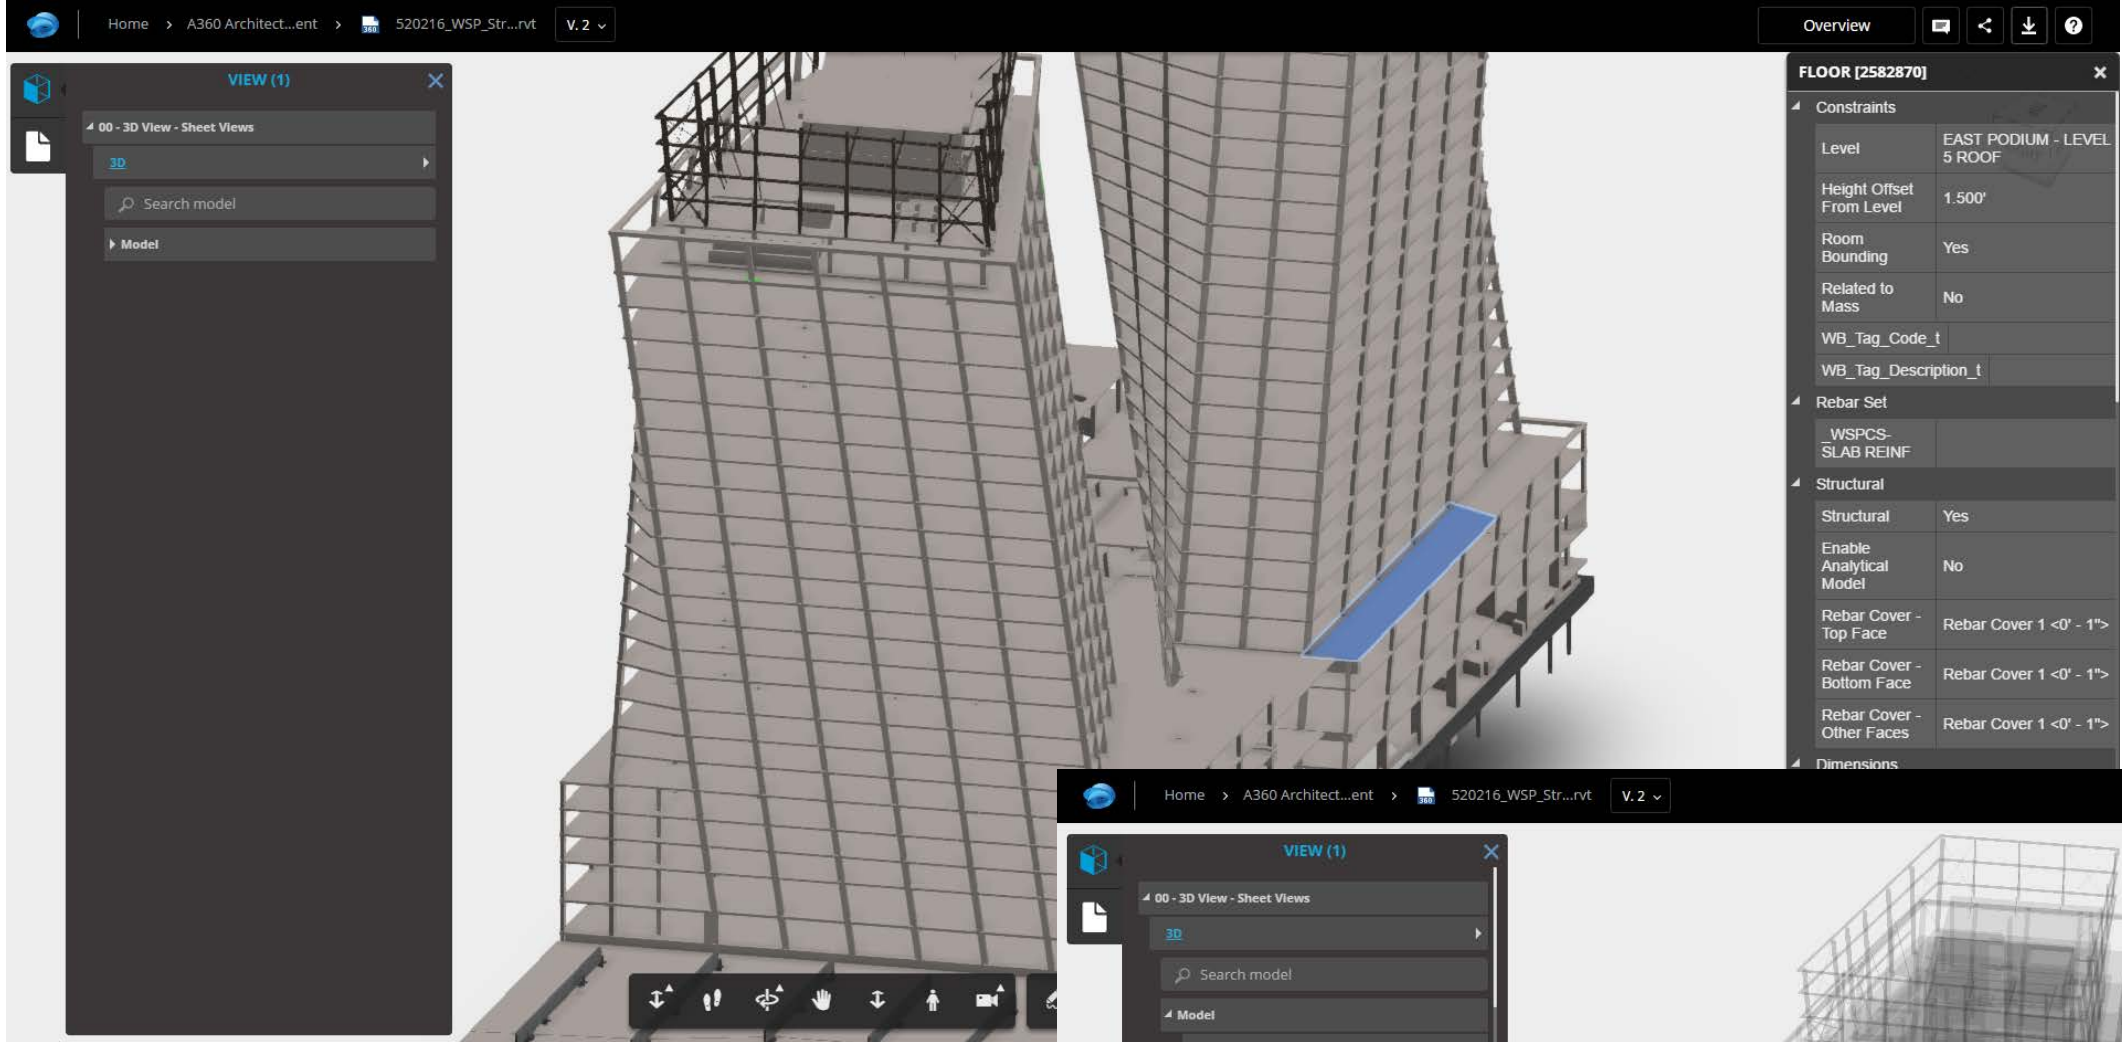 Home > A360 Architect...ent > 520216_WSP_Str...rvt V. 2
Overview
VIEW (1)
00 - 3D View - Sheet Views
3D
Search model
Model
FLOOR [2582870]
Constraints
Level EAST PODIUM - LEVEL
5 ROOF
Height Offset
From Level 1.500'
Room
Bounding Yes
Related to
Mass No
WB_Tag_Code_t
WB_Tag_Description_t
Rebar Set
_WSPCS-
SLAB REINF
Structural
Structural Yes
Enable
Analytical
Model No
Rebar Cover -
Top Face Rebar Cover 1 <0' - 1">
Rebar Cover -
Bottom Face Rebar Cover 1 <0' - 1">
Rebar Cover -
Other Faces Rebar Cover 1 <0' - 1">
Dimensions
Home > A360 Architect...ent > 520216_WSP_Str...rvt V. 2
VIEW (1)
00 - 3D View - Sheet Views
3D
Search model
Model